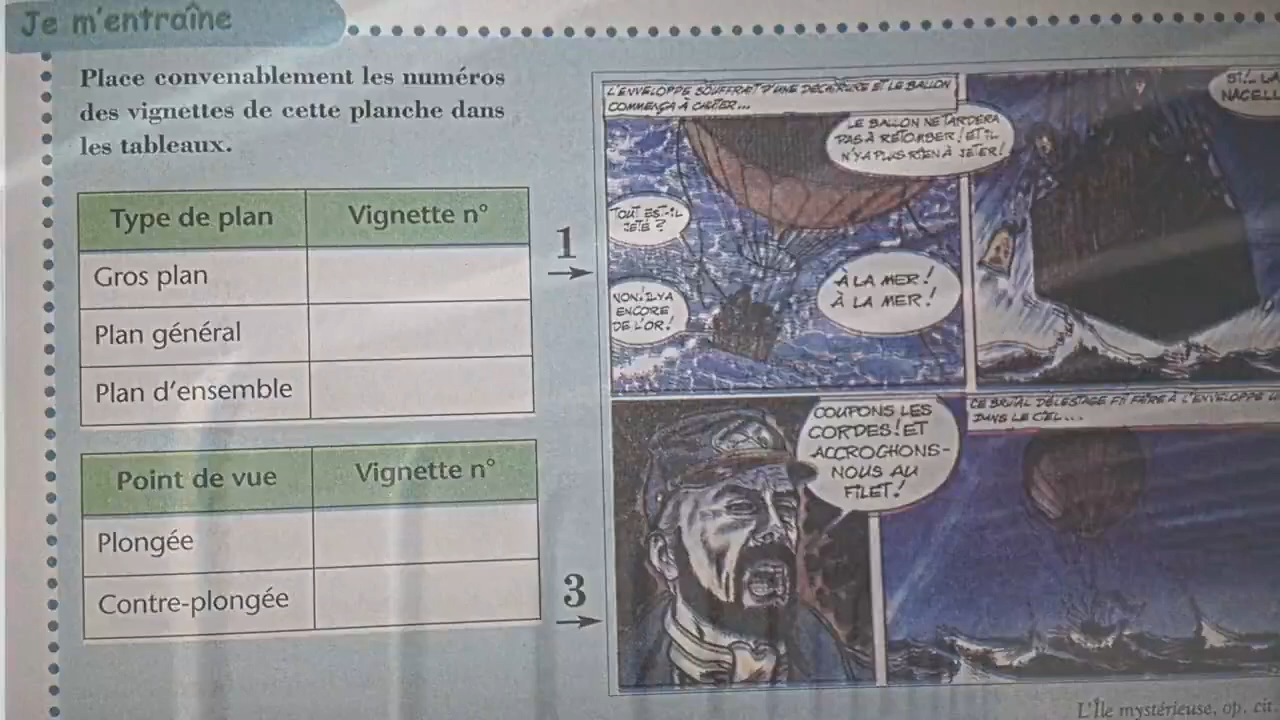 Je m'entraîne
Place convenablement les numéros
des vignettes de cette planche dans
les tableaux.
Type de plan Vignette n°
Gros plan
Plan général
Plan d'ensemble
Point de vue Vignette n°
Plongée
Contre-plongée
1
3
L'ENVELOPPE SOUFFRAIT D'UNE DÉCHIRURE ET LE BALLON
COMMENÇA À
LE BALLON NE TARDERA
PAS À RETOMBER! ET IL
N'Y A PLUS RIEN À JETER!
TOUT EST-IL
JETÉ?
NON. IL Y A
ENCORE
DE L'OR!
À LA MER!
À LA MER!
LA
NACELL
COUPONS LES
CORDES! ET
ACCROCHONS-
NOUS AU
FILET!
CE BRUTAL DÉLESTAGE À L'ENVELOPPE
DANS LE CIEL...
L'Île mystérieuse, op. cit.